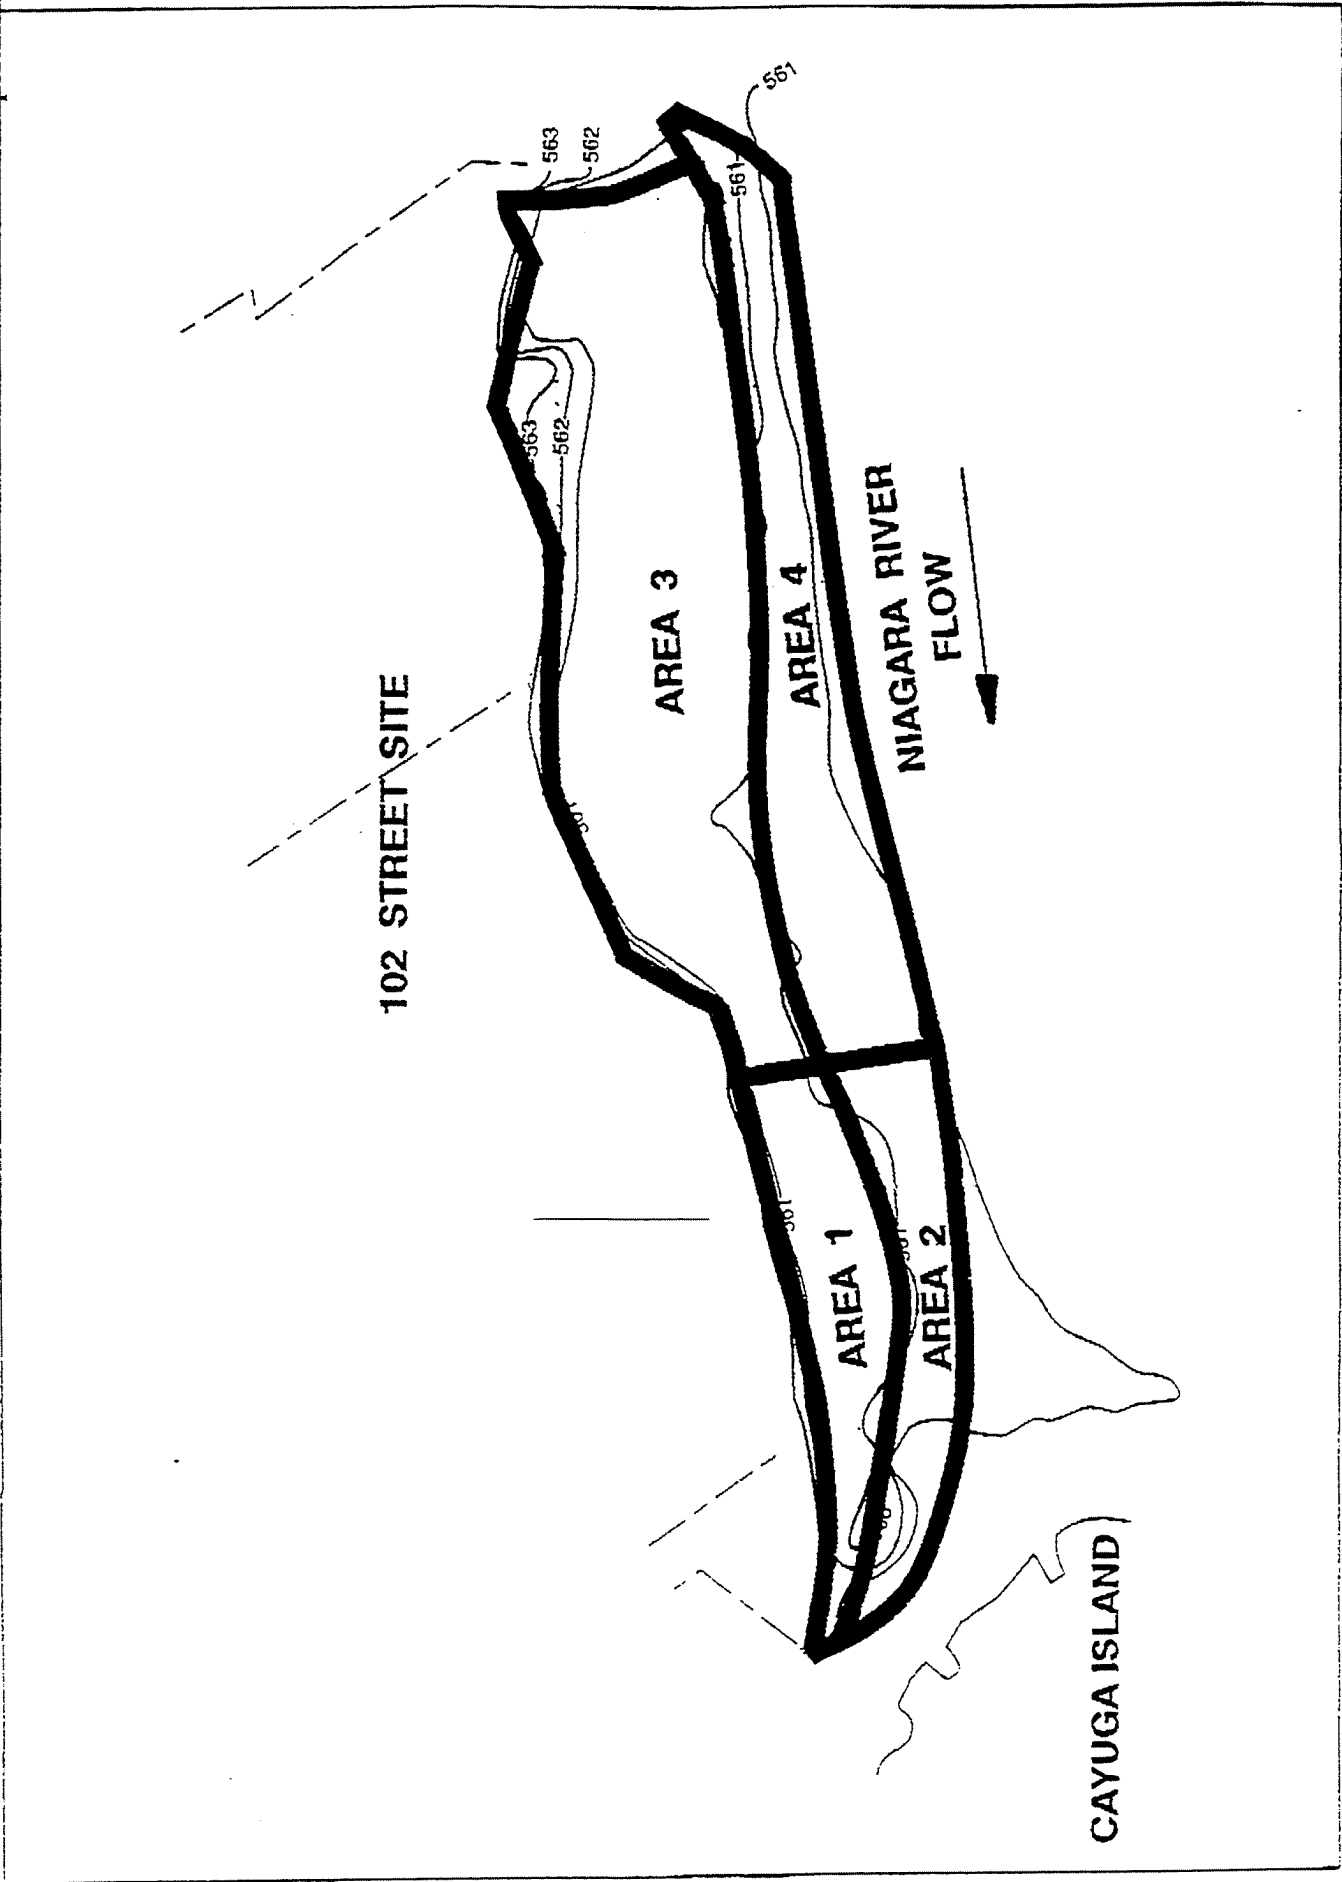 102 STREET SITE
563
562
561
561
563
562
AREA 3
AREA 4
NIAGARA RIVER
FLOW
561
AREA 1
AREA 2
CAYUGA ISLAND